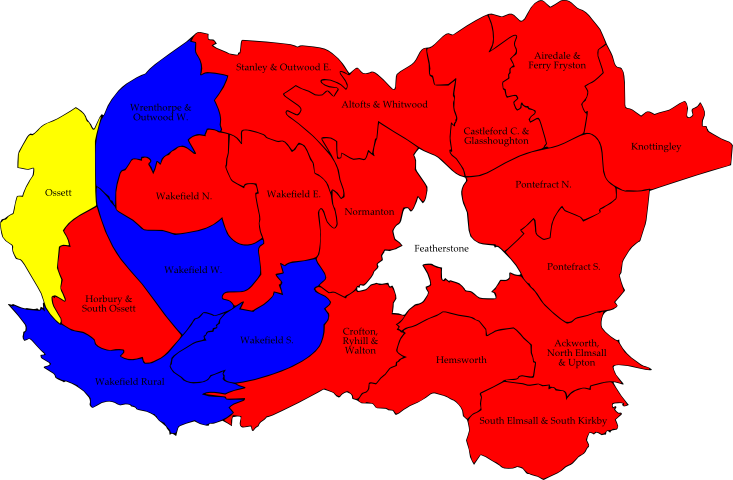 Airedale &
Ferry Fryston
Stanley & Outwood E.
Altofts & Whitwood
Wrenthorpe &
Outwood W.
Castleford C. &
Glasshoughton
Knottingley
Ossett
Wakefield N.
Wakefield E.
Pontefract N.
Normanton
Featherstone
Wakefield W.
Pontefract S.
Horbury &
South Ossett
Wakefield S.
Crofton,
Ryhill &
Walton
Hemsworth
Ackworth,
North Elmsall
& Upton
Wakefield Rural
South Elmsall & South Kirkby